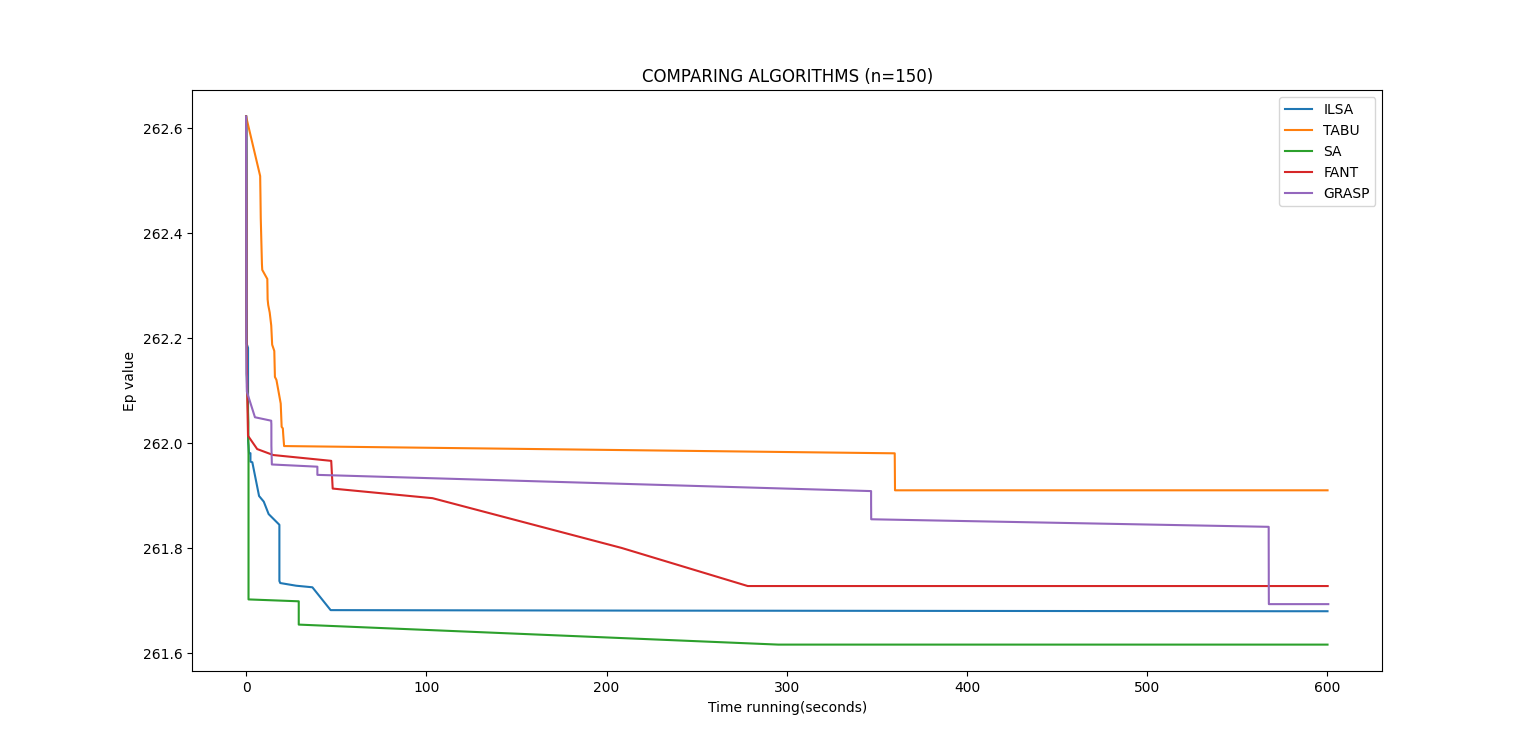 COMPARING ALGORITHMS (n=150)
ILSA
TABU
SA
FANT
GRASP
Ep value
262.6
262.4
262.2
262.0
261.8
261.6
0 100 200 300 400 500 600
Time running(seconds)